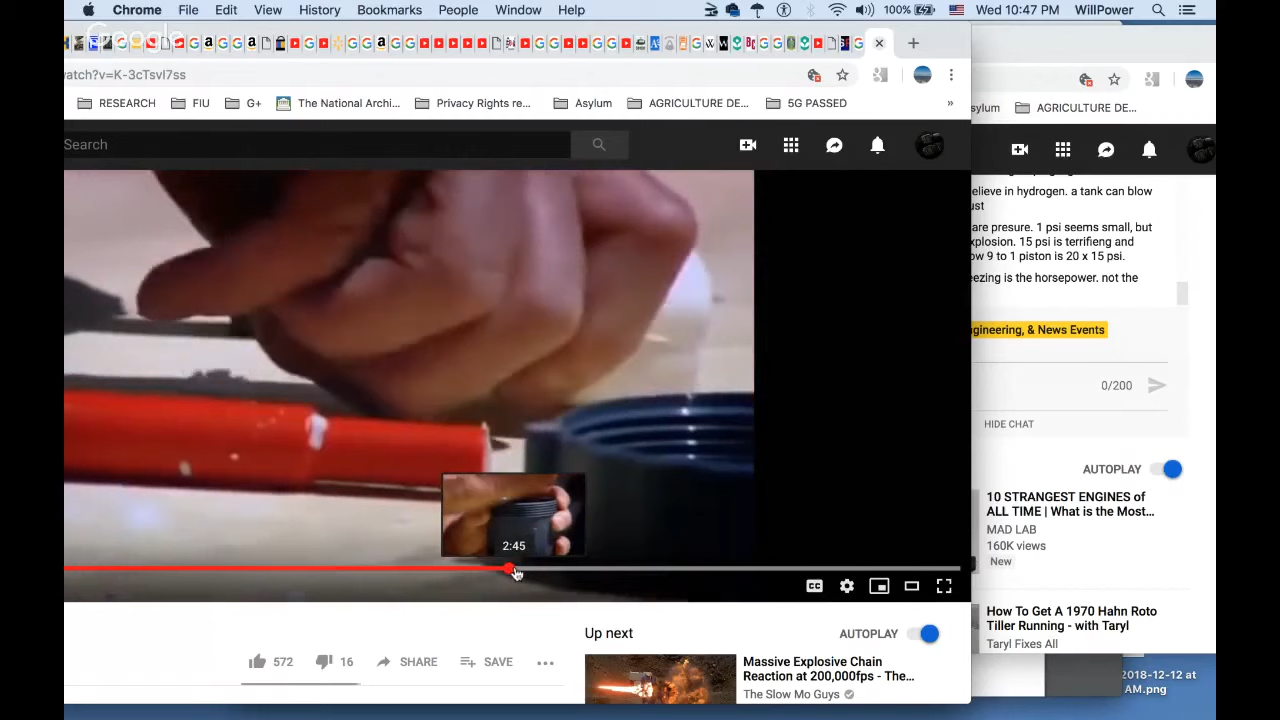 Chrome File Edit View History Bookmarks People Window Help 100% Wed 10:47 PM WillPower
Google
watch?v=K-3cTsvI7ss
RESEARCH FIU G+ The National Archi... Privacy Rights re... Asylum AGRICULTURE DE... 5G PASSED »
asylum AGRICULTURE DE...
Search
elieve in hydrogen. a tank can blow
ust
are presure. 1 psi seems small, but
xplosion. 15 psi is terrifieng and
ow 9 to 1 piston is 20 x 15 psi.
eezing is the horsepower. not the
ngineering, & News Events
0/200
HIDE CHAT
AUTOPLAY
10 STRANGEST ENGINES of
ALL TIME | What is the Most...
MAD LAB
160K views
New
How To Get A 1970 Hahn Roto
Tiller Running - with Taryl
Taryl Fixes All
2018-12-12 at
AM.png
2:45
CC
572 16 SHARE SAVE
Up next AUTOPLAY
Massive Explosive Chain
Reaction at 200,000fps - The...
The Slow Mo Guys